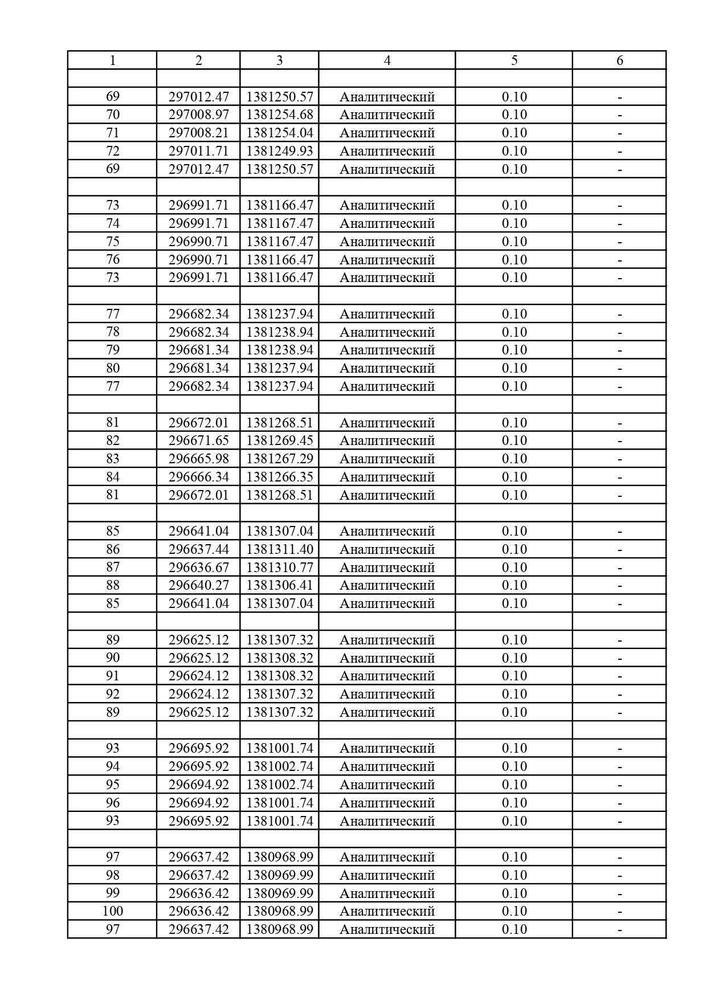 1 2 3 4 5 6
69 297012.47 1381250.57 Аналитический 0.10 -
70 297008.97 1381254.68 Аналитический 0.10 -
71 297008.21 1381254.04 Аналитический 0.10 -
72 297011.71 1381249.93 Аналитический 0.10 -
69 297012.47 1381250.57 Аналитический 0.10 -
73 296991.71 1381166.47 Аналитический 0.10 -
74 296991.71 1381167.47 Аналитический 0.10 -
75 296990.71 1381167.47 Аналитический 0.10 -
76 296990.71 1381166.47 Аналитический 0.10 -
73 296991.71 1381166.47 Аналитический 0.10 -
77 296682.34 1381237.94 Аналитический 0.10 -
78 296682.34 1381238.94 Аналитический 0.10 -
79 296681.34 1381238.94 Аналитический 0.10 -
80 296681.34 1381237.94 Аналитический 0.10 -
77 296682.34 1381237.94 Аналитический 0.10 -
81 296672.01 1381268.51 Аналитический 0.10 -
82 296671.65 1381269.45 Аналитический 0.10 -
83 296665.98 1381267.29 Аналитический 0.10 -
84 296666.34 1381266.35 Аналитический 0.10 -
81 296672.01 1381268.51 Аналитический 0.10 -
85 296641.04 1381307.04 Аналитический 0.10 -
86 296637.44 1381311.40 Аналитический 0.10 -
87 296636.67 1381310.77 Аналитический 0.10 -
88 296640.27 1381306.41 Аналитический 0.10 -
85 296641.04 1381307.04 Аналитический 0.10 -
89 296625.12 1381307.32 Аналитический 0.10 -
90 296625.12 1381308.32 Аналитический 0.10 -
91 296624.12 1381308.32 Аналитический 0.10 -
92 296624.12 1381307.32 Аналитический 0.10 -
89 296625.12 1381307.32 Аналитический 0.10 -
93 296695.92 1381001.74 Аналитический 0.10 -
94 296695.92 1381002.74 Аналитический 0.10 -
95 296694.92 1381002.74 Аналитический 0.10 -
96 296694.92 1381001.74 Аналитический 0.10 -
93 296695.92 1381001.74 Аналитический 0.10 -
97 296637.42 1380968.99 Аналитический 0.10 -
98 296637.42 1380969.99 Аналитический 0.10 -
99 296636.42 1380969.99 Аналитический 0.10 -
100 296636.42 1380968.99 Аналитический 0.10 -
97 296637.42 1380968.99 Аналитический 0.10 -